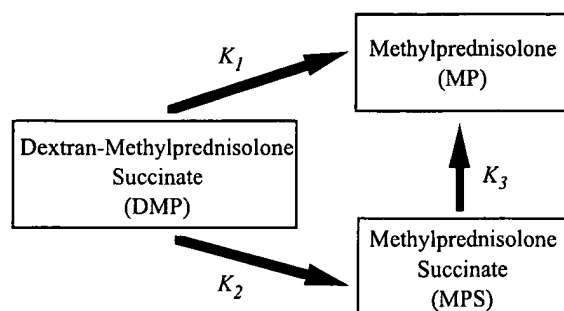 K1
Methylprednisolone
(MP)
Dextran-Methylprednisolone
Succinate
(DMP)
K3
K2
Methylprednisolone
Succinate
(MPS)